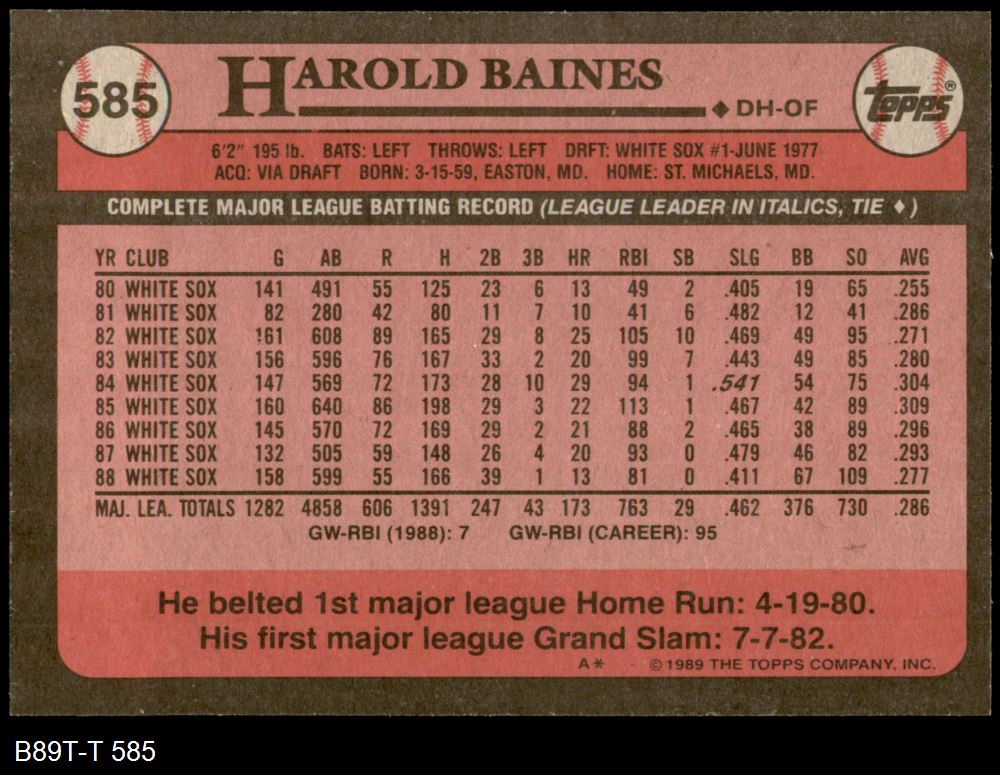 585 HAROLD BAINES
♦ DH-OF
Topps®
6'2" 195 lb. BATS: LEFT THROWS: LEFT DRFT: WHITE SOX #1-JUNE 1977
ACQ: VIA DRAFT BORN: 3-15-59, EASTON, MD. HOME: ST. MICHAELS, MD.
COMPLETE MAJOR LEAGUE BATTING RECORD (LEAGUE LEADER IN ITALICS, TIE ♦)
YR CLUB G AB R H 2B 3B HR RBI SB SLG BB SO AVG
80 WHITE SOX 141 491 55 125 23 6 13 49 2 .405 19 65 .255
81 WHITE SOX 82 280 42 80 11 7 10 41 6 .482 12 41 .286
82 WHITE SOX 161 608 89 165 29 8 25 105 10 .469 49 95 .271
83 WHITE SOX 156 596 76 167 33 2 20 99 7 .443 49 85 .280
84 WHITE SOX 147 569 72 173 28 10 29 94 1 .541 54 75 .304
85 WHITE SOX 160 640 86 198 29 3 22 113 1 .467 42 89 .309
86 WHITE SOX 145 570 72 169 29 2 21 88 2 .465 38 89 .296
87 WHITE SOX 132 505 59 148 26 4 20 93 0 .479 46 82 .293
88 WHITE SOX 158 599 55 166 39 1 13 81 0 .411 67 109 .277
MAJ. LEA. TOTALS 1282 4858 606 1391 247 43 173 763 29 .462 376 730 .286
GW-RBI (1988): 7 GW-RBI (CAREER): 95
He belted 1st major league Home Run: 4-19-80.
His first major league Grand Slam: 7-7-82.
A* © 1989 THE TOPPS COMPANY, INC.
B89T-T 585